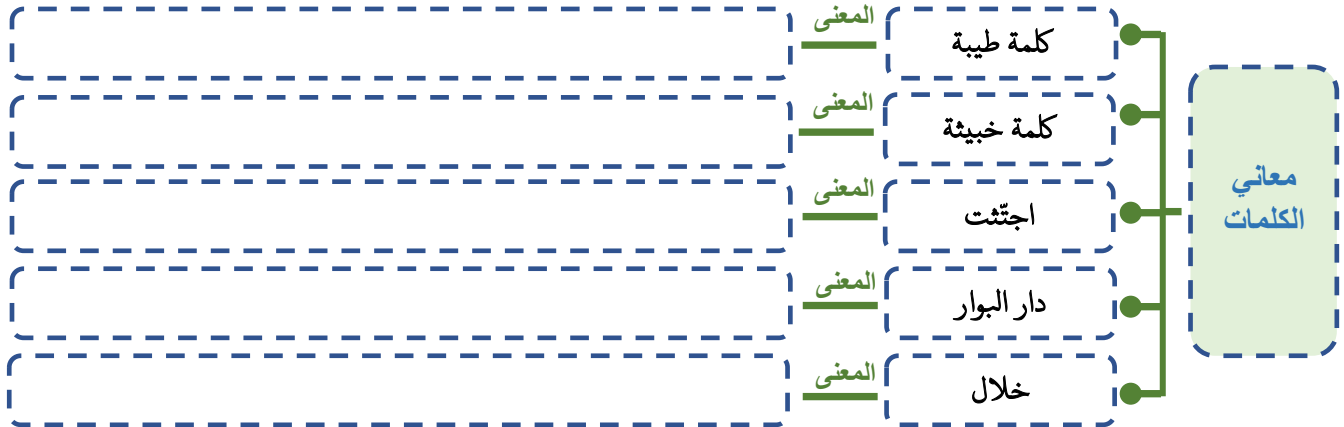 معاني
الكلمات
كلمة طيبة
المعنى
كلمة خبيثة
المعنى
اجتّثت
المعنى
دار البوار
المعنى
خلال
المعنى